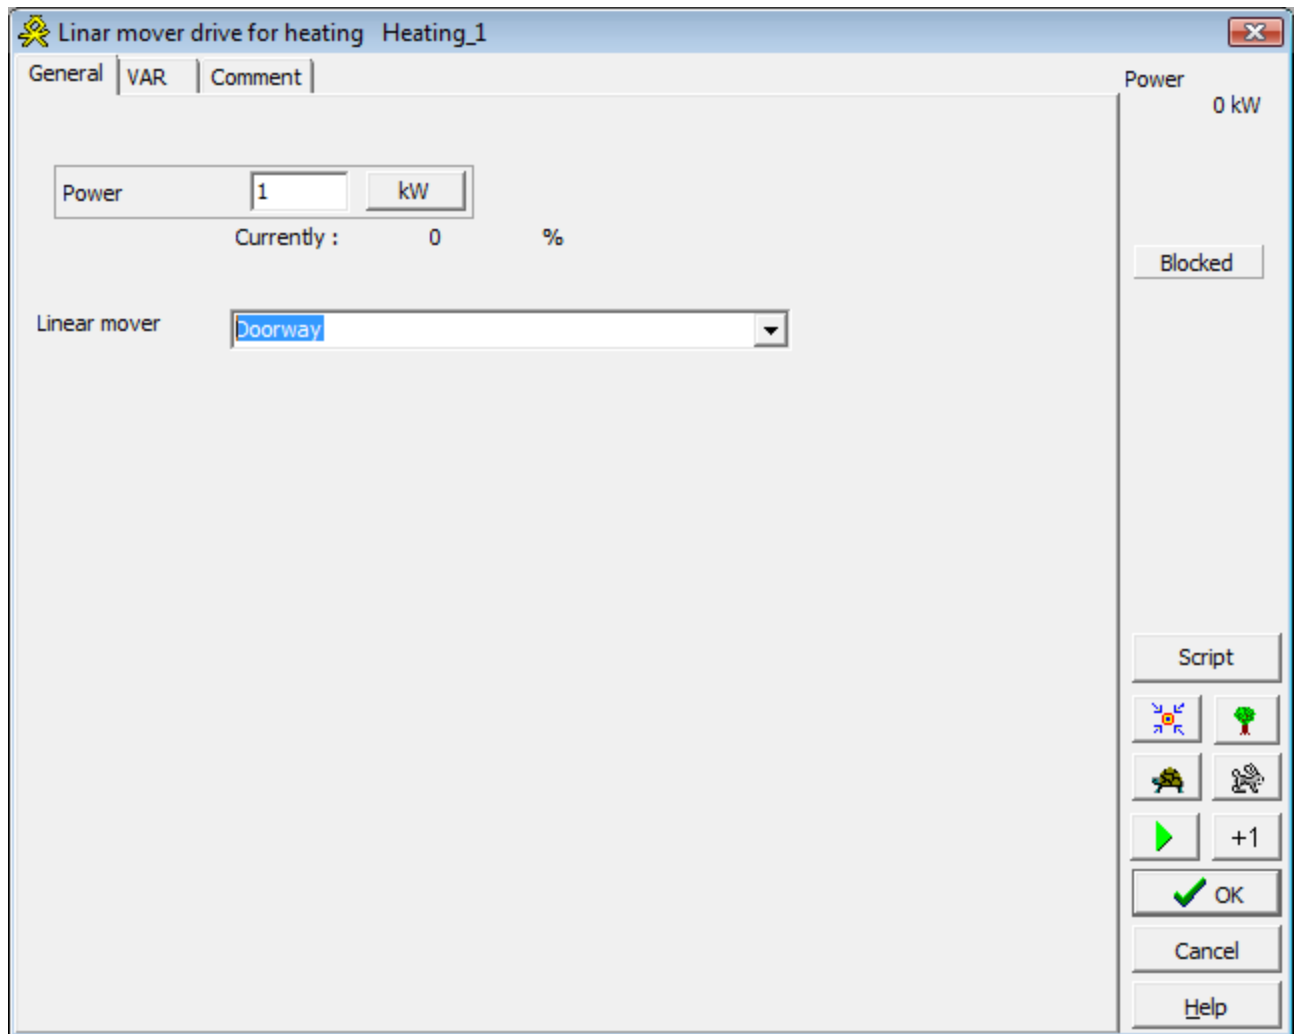 Linar mover drive for heating Heating_1
General VAR Comment
Power
0 kW
Power 1 kW
Currently : 0 %
Blocked
Linear mover Doorway
Script
+1
OK
Cancel
Help